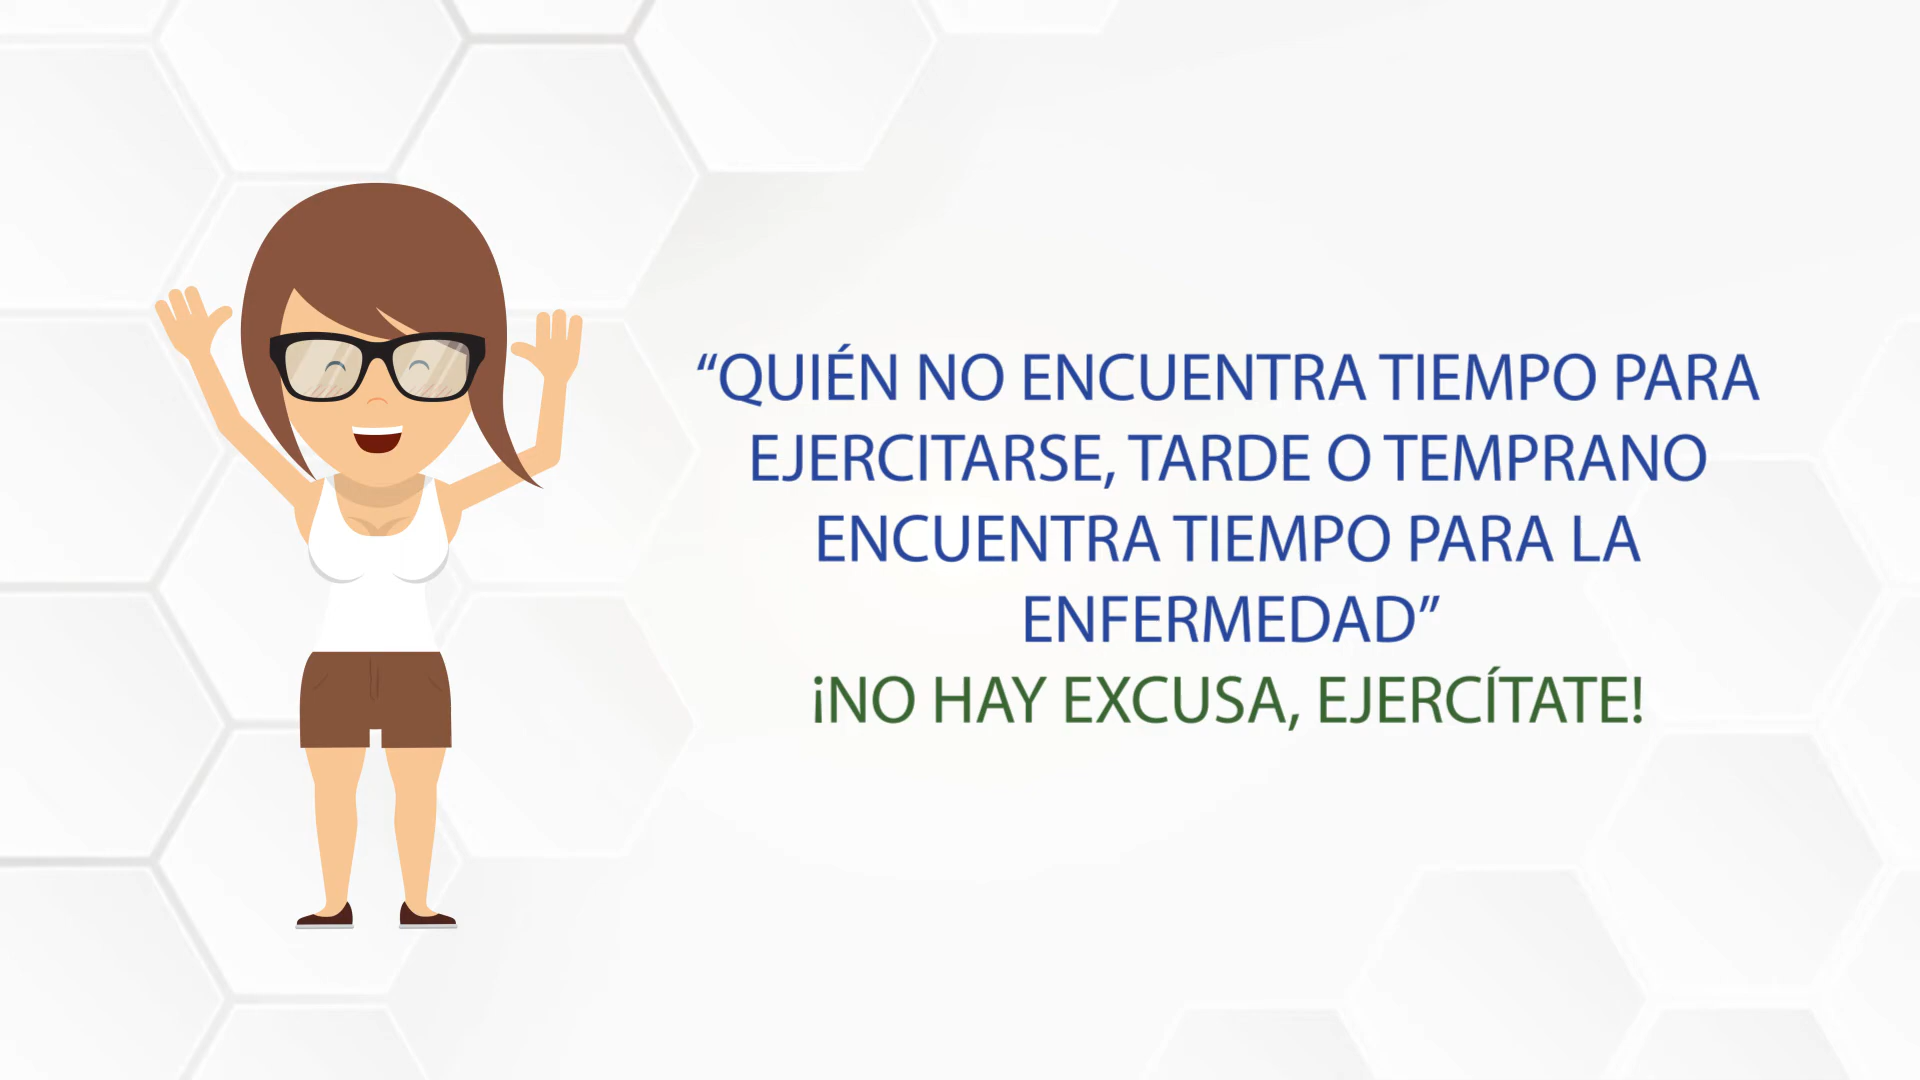 “QUIÉN NO ENCUENTRA TIEMPO PARA
EJERCITARSE, TARDE O TEMPRANO
ENCUENTRA TIEMPO PARA LA
ENFERMEDAD”
¡NO HAY EXCUSA, EJERCÍTATE!